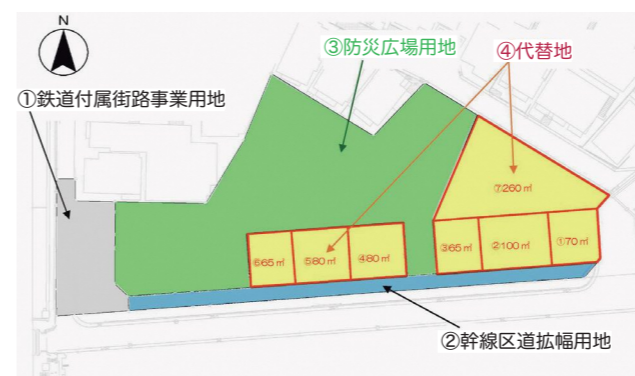 N
③防災広場用地
④代替地
①鉄道付属街路事業用地
⑦260㎡
⑥65㎡
⑤80㎡
④80㎡
③65㎡
②100㎡
①70㎡
②幹線区道拡幅用地